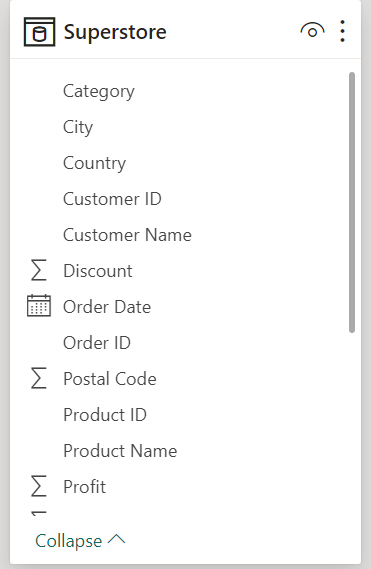 Superstore
Category
City
Country
Customer ID
Customer Name
Discount
Order Date
Order ID
Postal Code
Product ID
Product Name
Profit
Collapse